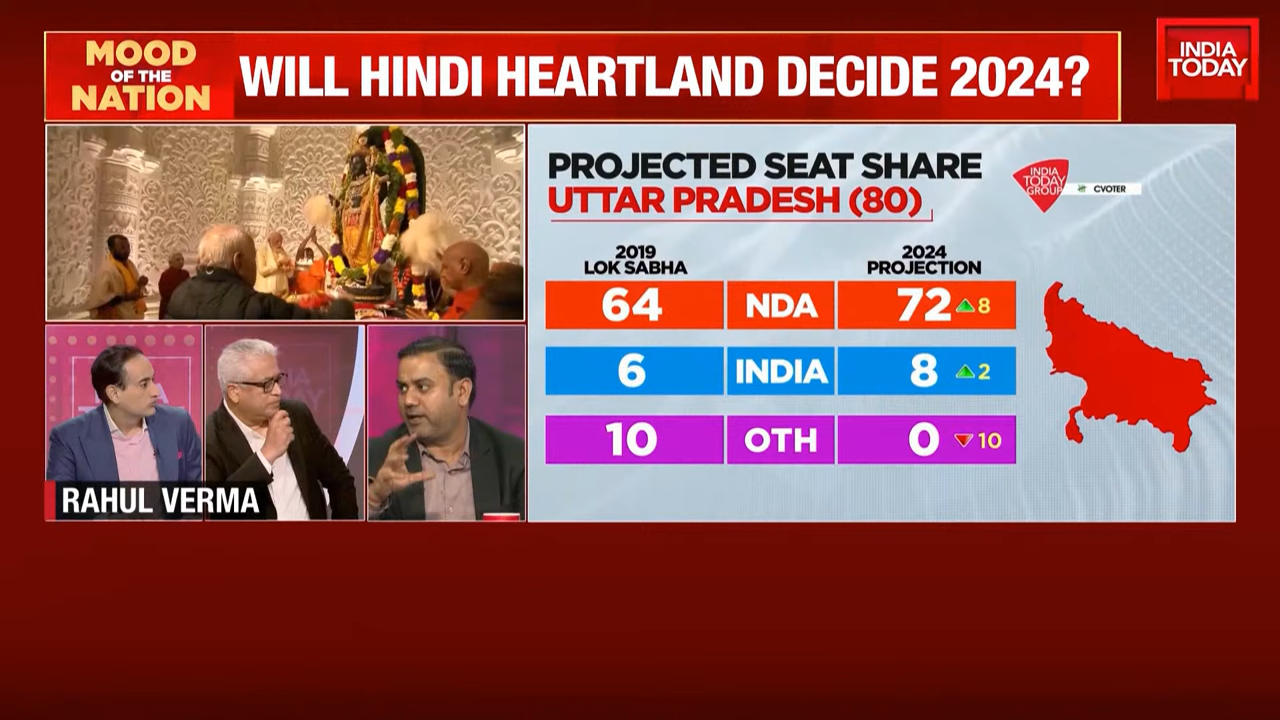 MOOD
OF THE
NATION
WILL HINDI HEARTLAND DECIDE 2024?
INDIA
TODAY
PROJECTED SEAT SHARE
UTTAR PRADESH (80)
INDIA
TODAY
GROUP
CVOTER
2019
LOK SABHA
2024
PROJECTION
64 NDA 72 8
6 INDIA 8 2
10 OTH 0 10
RAHUL VERMA